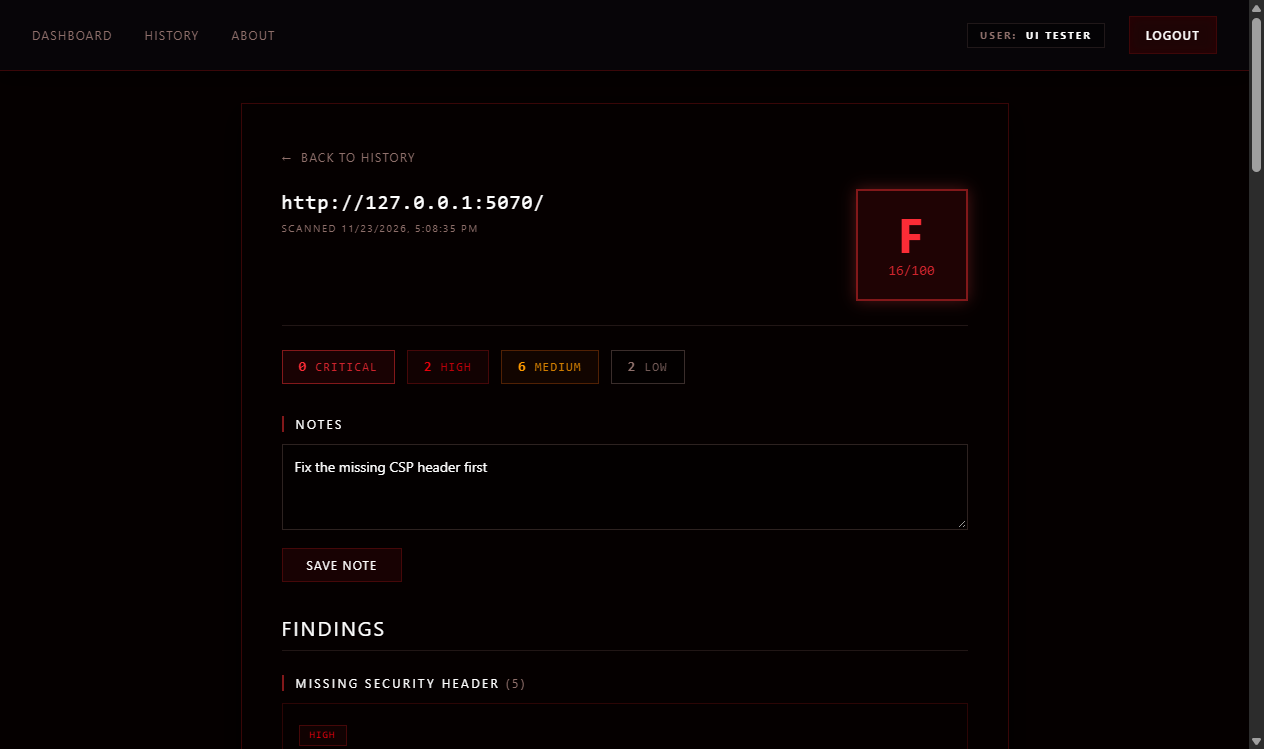 DASHBOARD HISTORY ABOUT USER: UI TESTER LOGOUT
← BACK TO HISTORY
http://127.0.0.1:5070/
SCANNED 11/23/2026, 5:08:35 PM
F
16/100
0 CRITICAL 2 HIGH 6 MEDIUM 2 LOW
NOTES
Fix the missing CSP header first
SAVE NOTE
FINDINGS
MISSING SECURITY HEADER (5)
HIGH